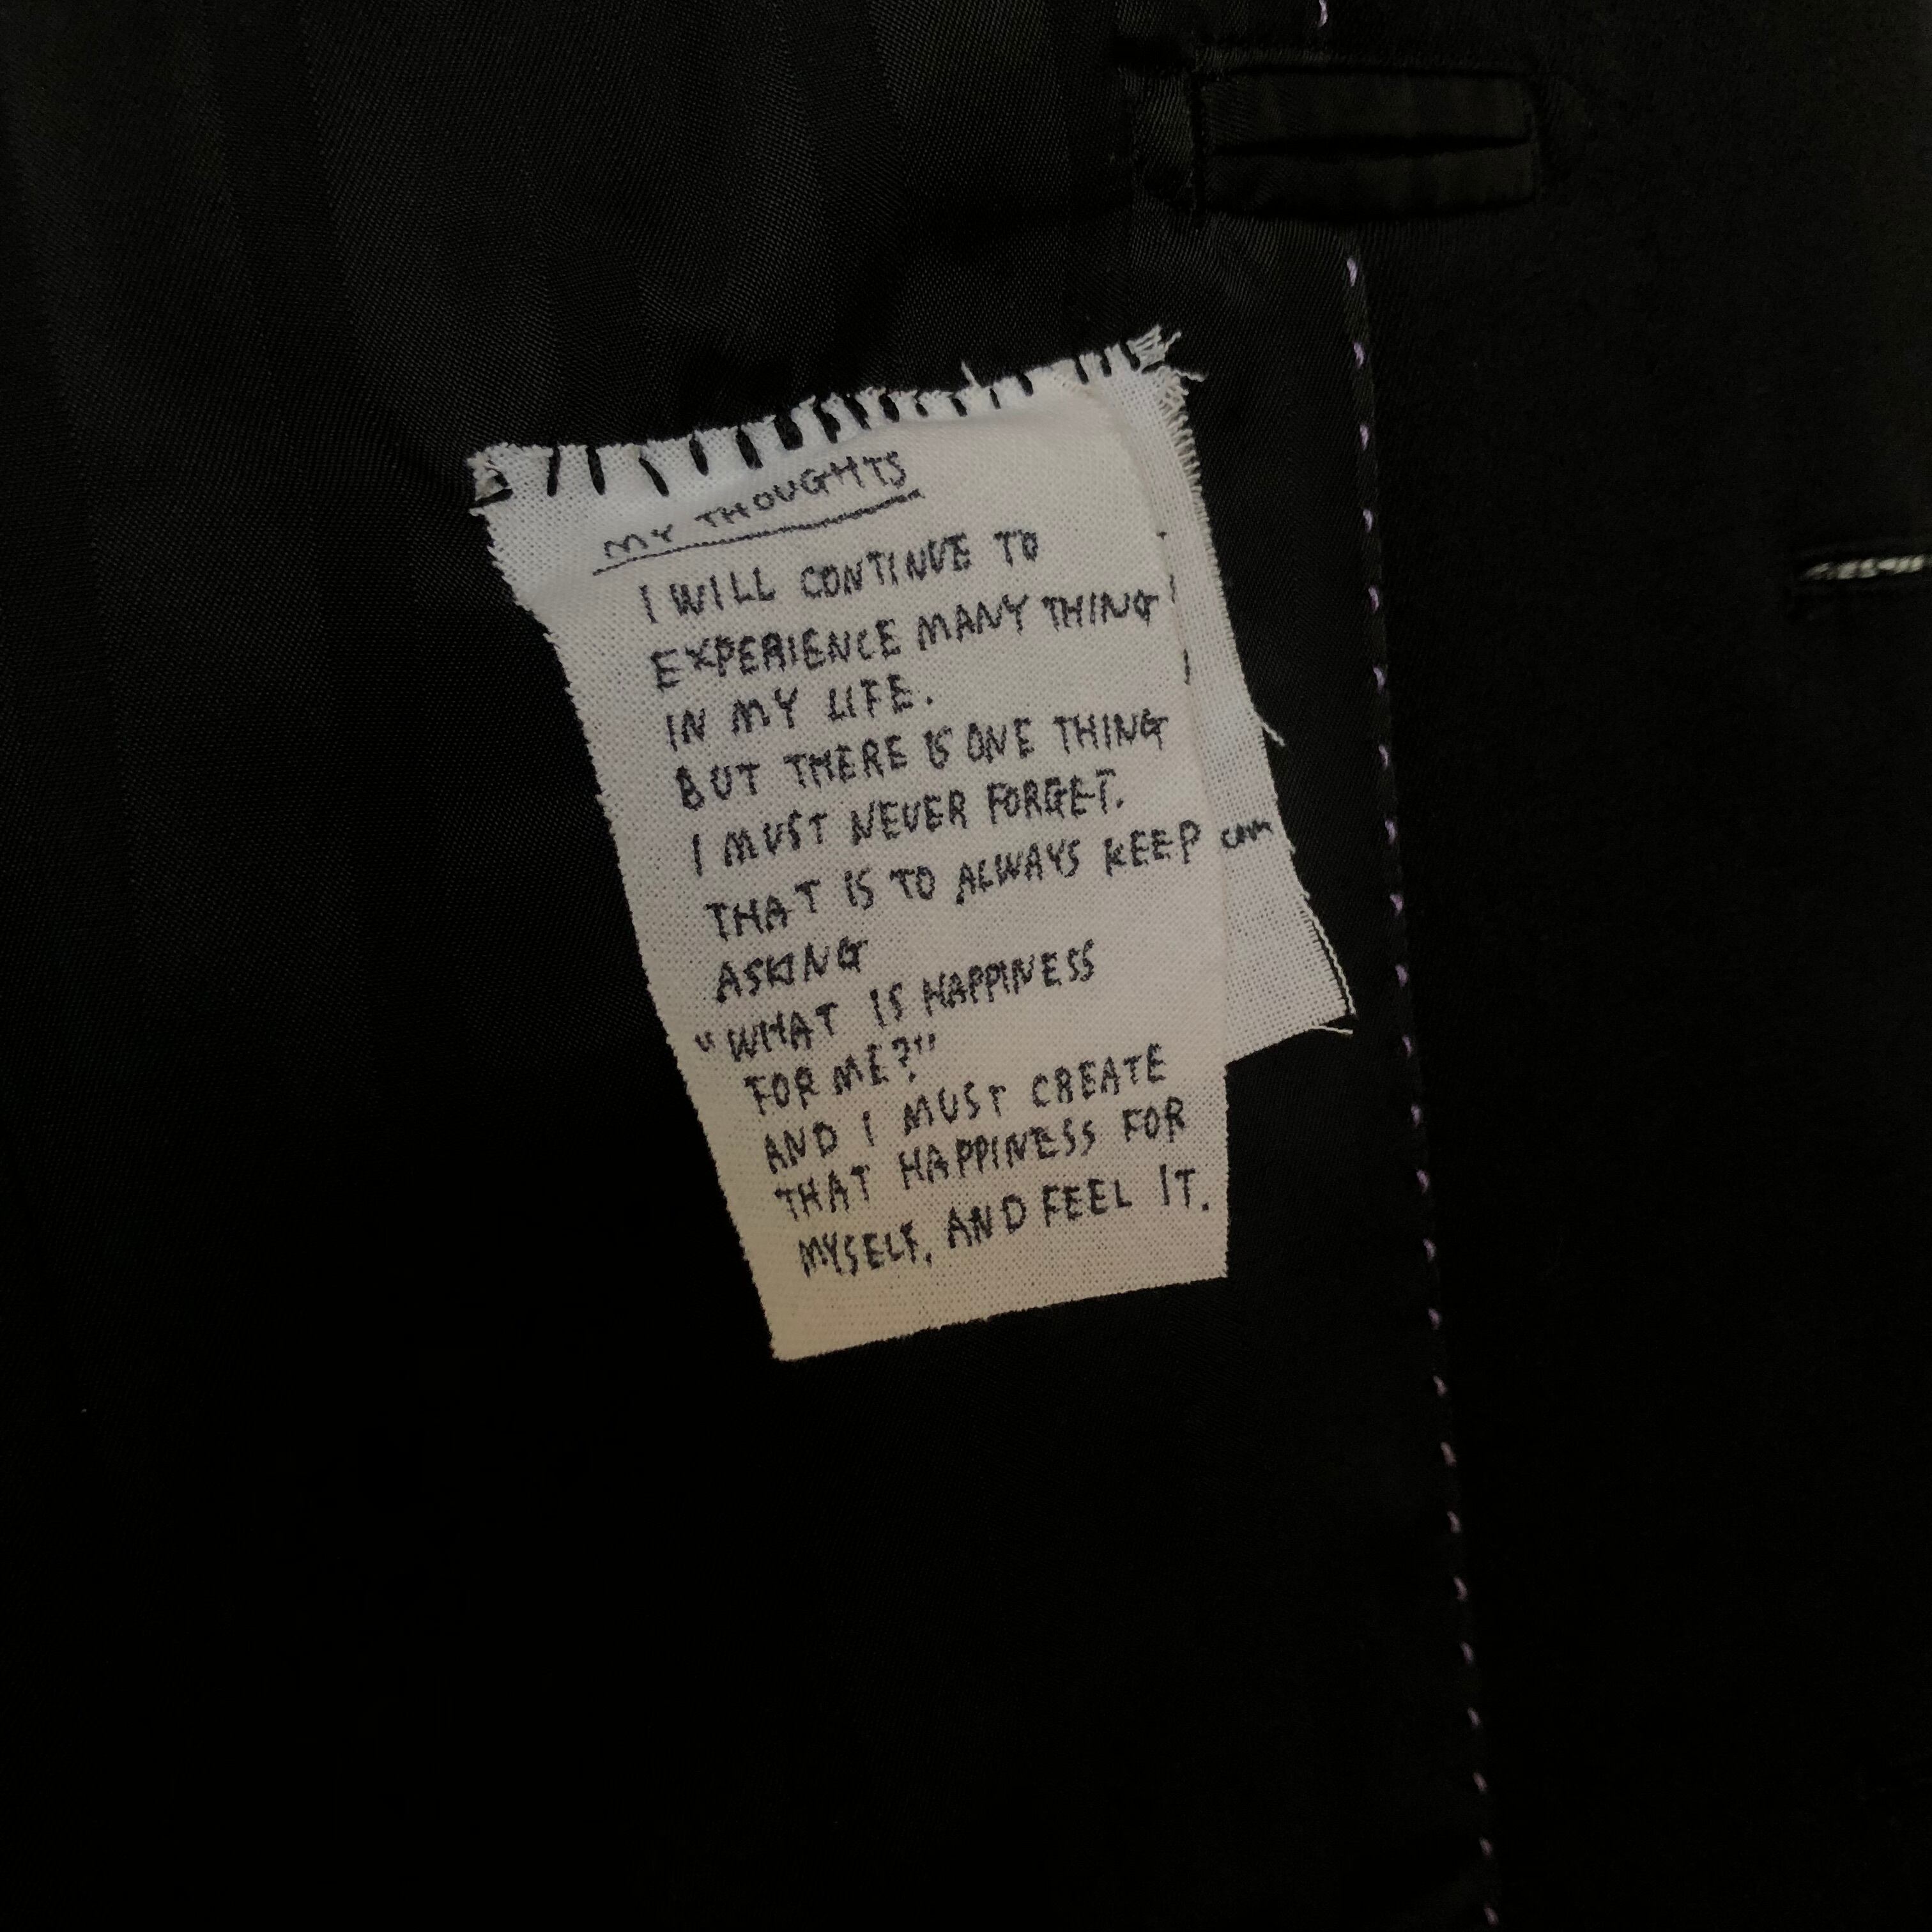 MY THOUGHTS
I WILL CONTINUE TO
EXPERIENCE MANY THING
IN MY LIFE.
BUT THERE IS ONE THING
I MUST NEVER FORGET.
THAT IS TO ALWAYS KEEP
ASKING
"WHAT IS HAPPINESS
FOR ME?"
AND I MUST CREATE
THAT HAPPINESS FOR
MYSELF, AND FEEL IT.
com